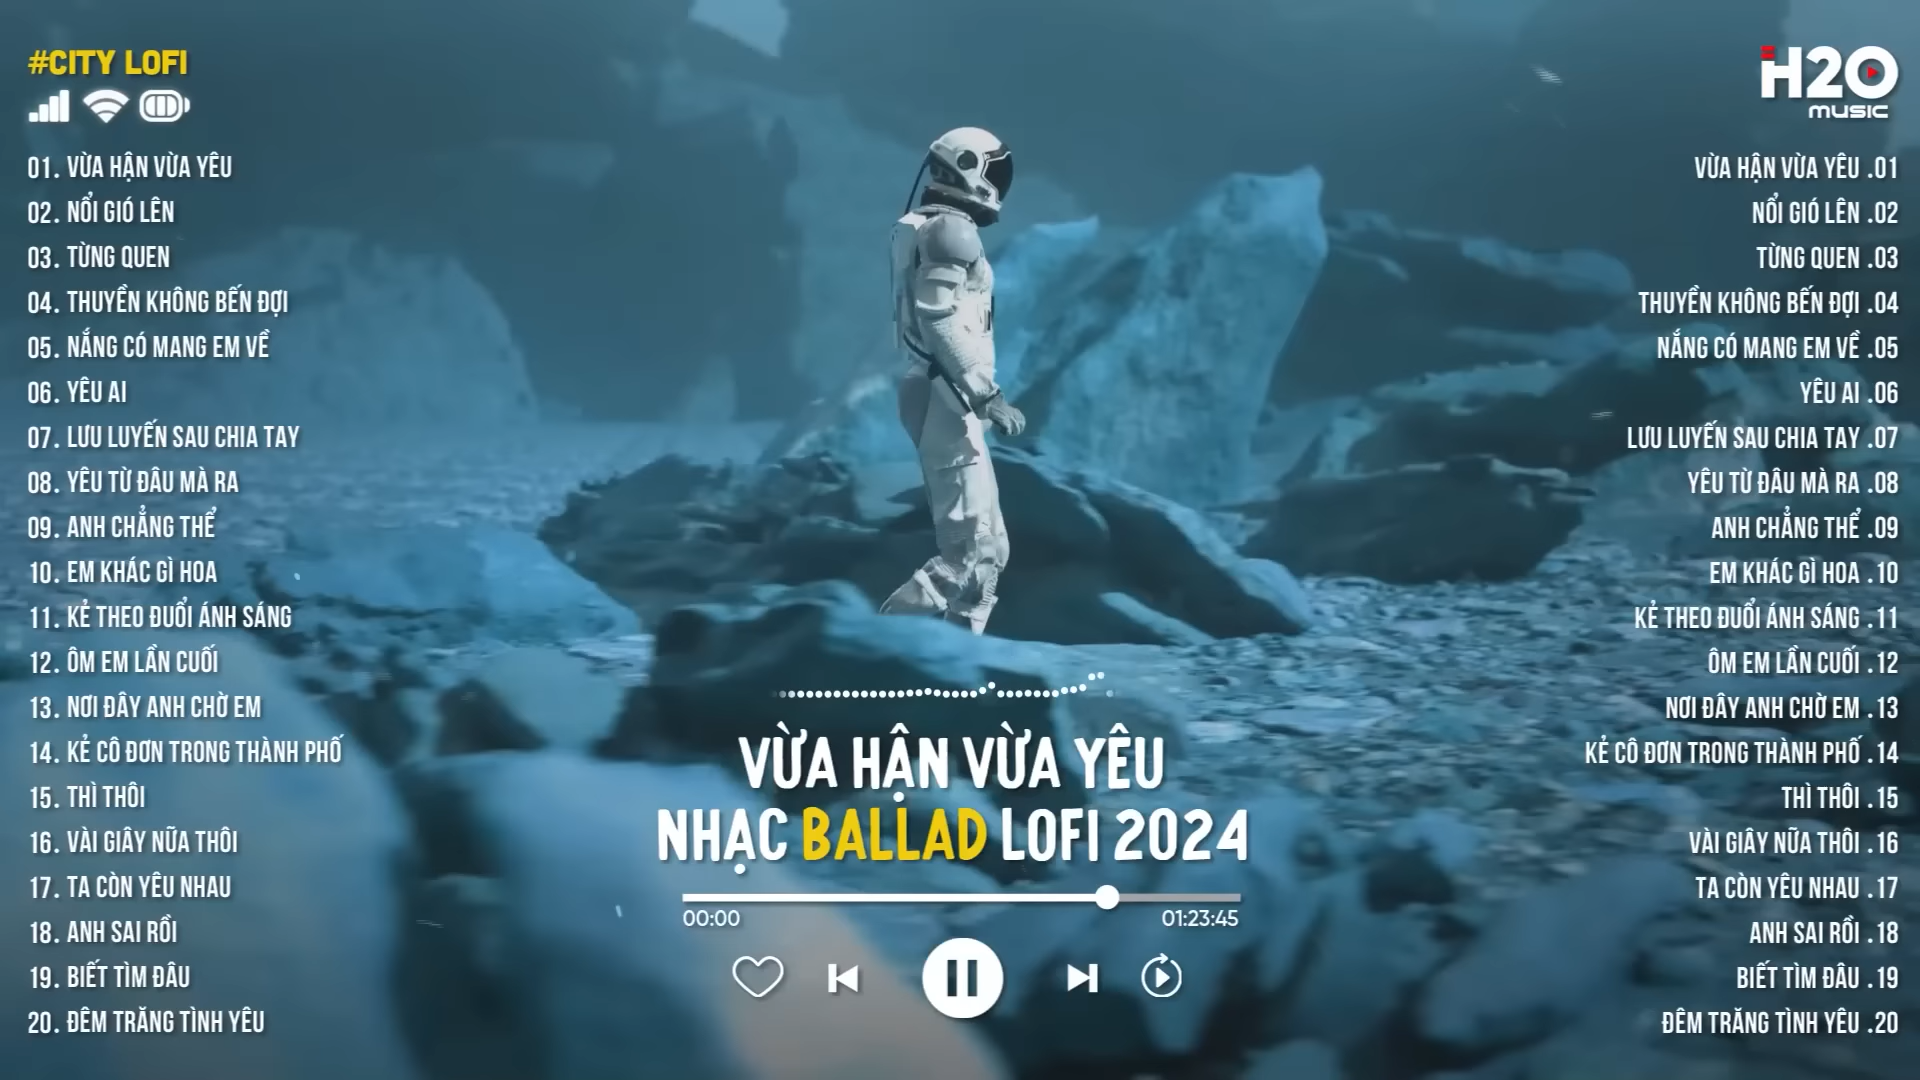 #CITY LOFI
H2O
MUSIC
01. VỪA HẬN VỪA YÊU
02. NỔI GIÓ LÊN
03. TỪNG QUEN
04. THUYỀN KHÔNG BẾN ĐỢI
05. NẮNG CÓ MANG EM VỀ
06. YÊU AI
07. LƯU LUYẾN SAU CHIA TAY
08. YÊU TỪ ĐÂU MÀ RA
09. ANH CHẲNG THỂ
10. EM KHÁC GÌ HOA
11. KẺ THEO ĐUỔI ÁNH SÁNG
12. ÔM EM LẦN CUỐI
13. NƠI ĐÂY ANH CHỜ EM
14. KẺ CÔ ĐƠN TRONG THÀNH PHỐ
15. THÌ THÔI
16. VÀI GIÂY NỮA THÔI
17. TA CÒN YÊU NHAU
18. ANH SAI RỒI
19. BIẾT TÌM ĐÂU
20. ĐÊM TRĂNG TÌNH YÊU
VỪA HẬN VỪA YÊU
NHẠC BALLAD LOFI 2024
00:00
01:23:45
VỪA HẬN VỪA YÊU .01
NỔI GIÓ LÊN .02
TỪNG QUEN .03
THUYỀN KHÔNG BẾN ĐỢI .04
NẮNG CÓ MANG EM VỀ .05
YÊU AI .06
LƯU LUYẾN SAU CHIA TAY .07
YÊU TỪ ĐÂU MÀ RA .08
ANH CHẲNG THỂ .09
EM KHÁC GÌ HOA .10
KẺ THEO ĐUỔI ÁNH SÁNG .11
ÔM EM LẦN CUỐI .12
NƠI ĐÂY ANH CHỜ EM .13
KẺ CÔ ĐƠN TRONG THÀNH PHỐ .14
THÌ THÔI .15
VÀI GIÂY NỮA THÔI .16
TA CÒN YÊU NHAU .17
ANH SAI RỒI .18
BIẾT TÌM ĐÂU .19
ĐÊM TRĂNG TÌNH YÊU .20